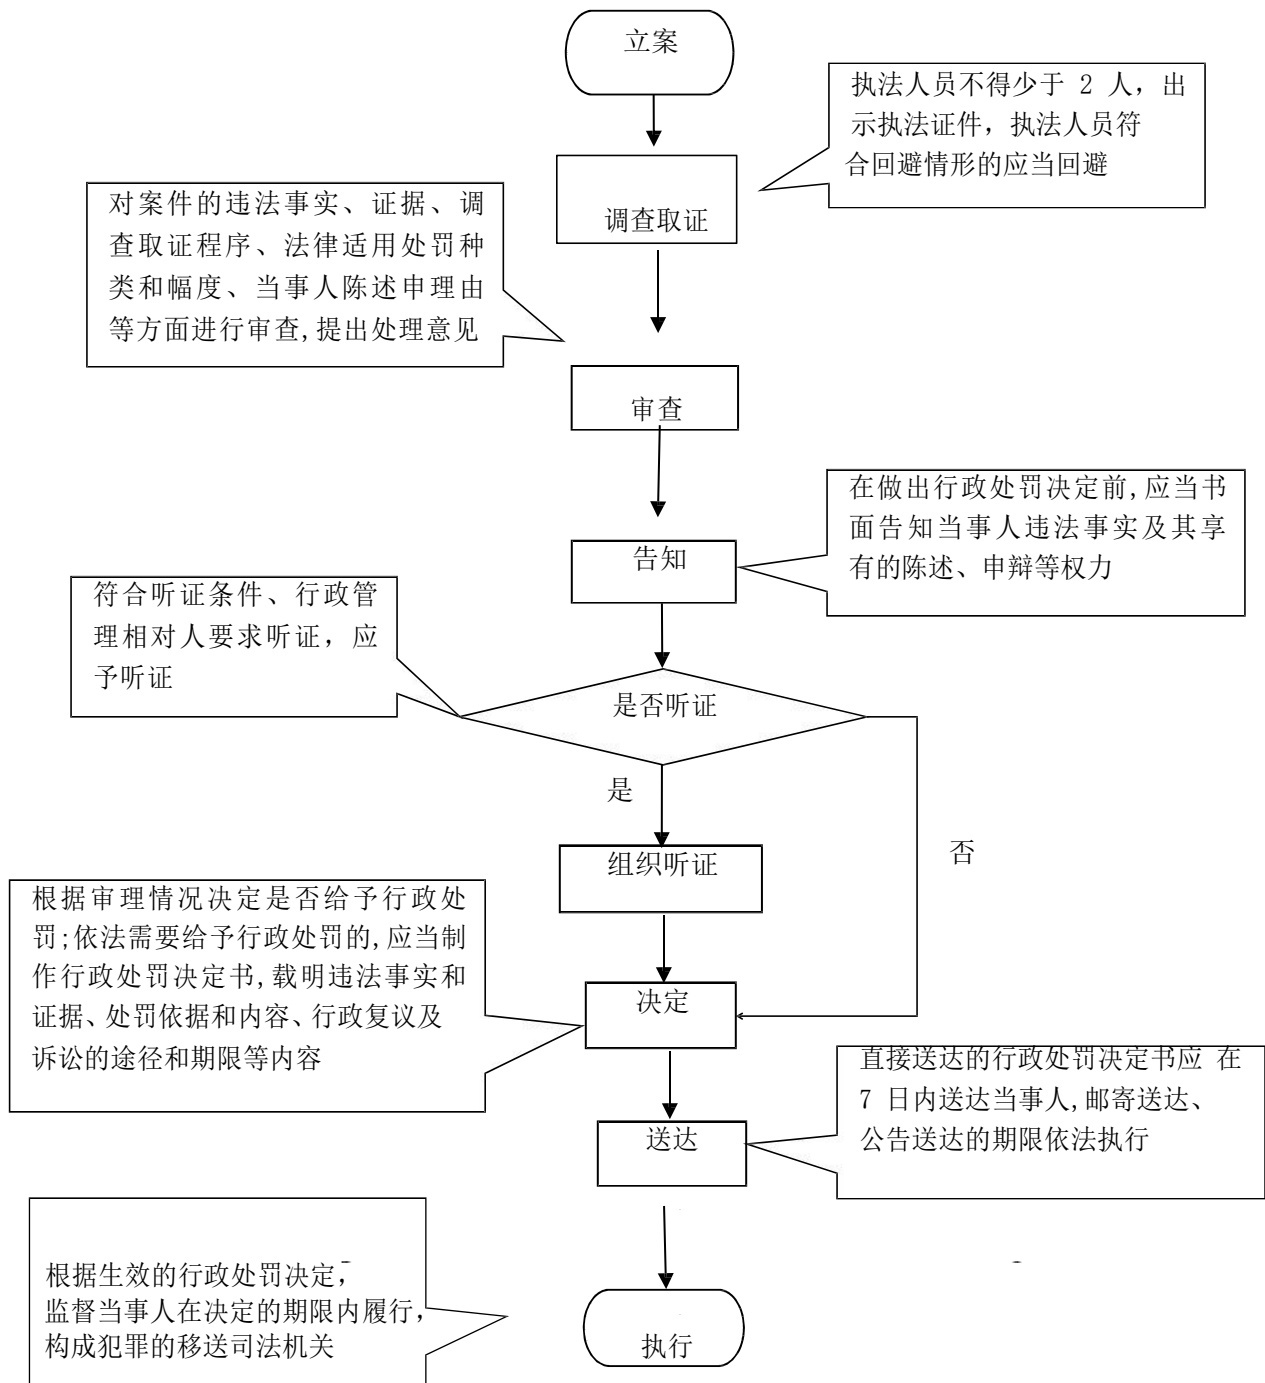 立案
执法人员不得少于 2 人，出
示执法证件，执法人员符
合回避情形的应当回避
调查取证
对案件的违法事实、证据、调
查取证程序、法律适用处罚种
类和幅度、当事人陈述申理由
等方面进行审查,提出处理意见
审查
在做出行政处罚决定前,应当书
面告知当事人违法事实及其享
有的陈述、申辩等权力
告知
符合听证条件、行政管
理相对人要求听证，应
予听证
是否听证
是
否
组织听证
根据审理情况决定是否给予行政处
罚;依法需要给予行政处罚的,应当制
作行政处罚决定书,载明违法事实和
证据、处罚依据和内容、行政复议及
诉讼的途径和期限等内容
决定
直接送达的行政处罚决定书应 在
7 日内送达当事人,邮寄送达、
公告送达的期限依法执行
送达
根据生效的行政处罚决定，
监督当事人在决定的期限内履行，
构成犯罪的移送司法机关
执行